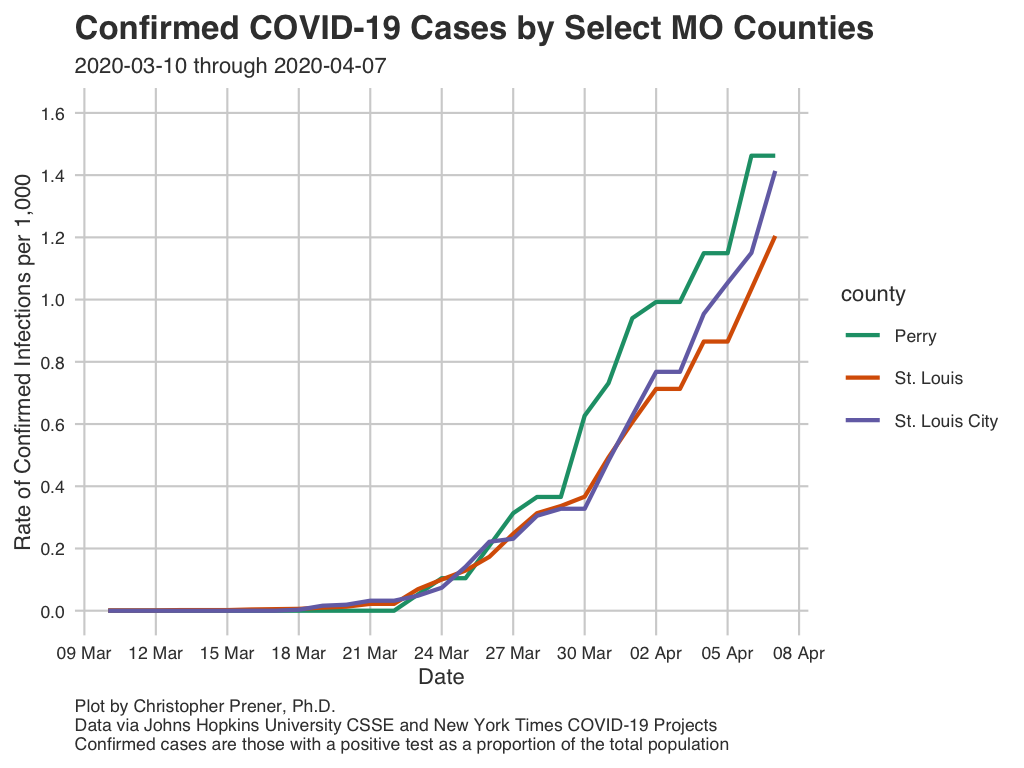 Confirmed COVID-19 Cases by Select MO Counties
2020-03-10 through 2020-04-07
Rate of Confirmed Infections per 1,000
1.6
1.4
1.2
1.0
0.8
0.6
0.4
0.2
0.0
09 Mar 12 Mar 15 Mar 18 Mar 21 Mar 24 Mar 27 Mar 30 Mar 02 Apr 05 Apr 08 Apr
Date
county
Perry
St. Louis
St. Louis City
Plot by Christopher Prener, Ph.D.
Data via Johns Hopkins University CSSE and New York Times COVID-19 Projects
Confirmed cases are those with a positive test as a proportion of the total population